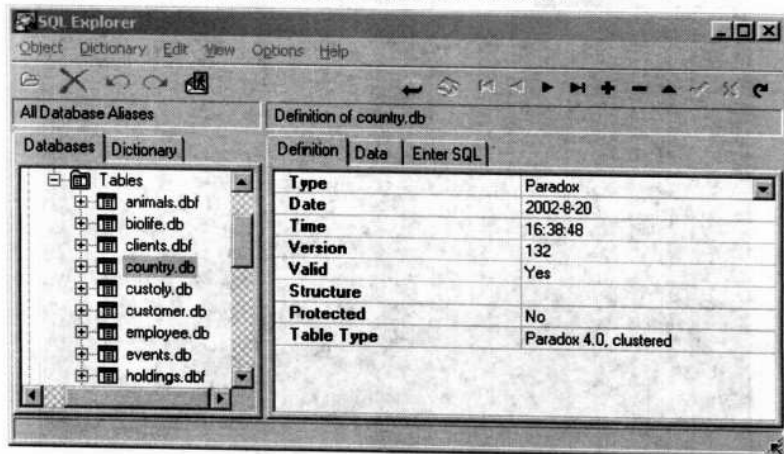 SQL Explorer
Object Dictionary Edit View Options Help
All Database Aliases
Definition of country.db
Databases Dictionary
Definition Data Enter SQL
Tables
animals.dbf
biolife.db
clients.dbf
country.db
custoly.db
customer.db
employee.db
events.db
holdings.dbf
Type Paradox
Date 2002-8-20
Time 16:38:48
Version 132
Valid Yes
Structure
Protected No
Table Type Paradox 4.0, clustered